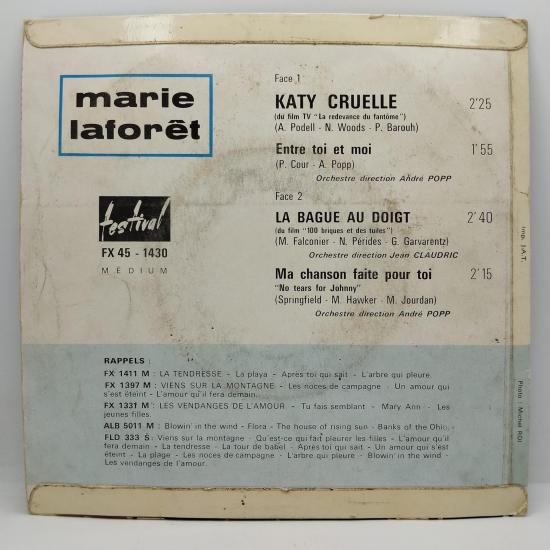 marie
laforêt
festival
FX 45 - 1430
MEDIUM
Face 1
KATY CRUELLE 2'25
(du film TV "La redevance du fantôme")
(A. Podell - N. Woods - P. Barouh)
Entre toi et moi 1'55
(P. Cour - A. Popp)
Orchestre direction André POPP
Face 2
LA BAGUE AU DOIGT 2'40
(du film "100 briques et des tuiles")
(M. Falconier - N. Pérides - G. Garvarentz)
Orchestre direction Jean CLAUDRIC
Ma chanson faite pour toi 2'15
"No tears for Johnny"
(Springfield - M. Hawker - M. Jourdan)
Orchestre direction André POPP
Imp. J.A.T.
RAPPELS :
FX 1411 M : LA TENDRESSE - La playa - Après toi qui sait - L'arbre qui pleure.
FX 1397 M : VIENS SUR LA MONTAGNE - Les noces de campagne - Un amour qui
s'est éteint - L'amour qu'il fera demain.
FX 1331 M : LES VENDANGES DE L'AMOUR - Tu fais semblant - Mary Ann - Les
jeunes filles.
ALB 5011 M : Blowin' in the wind - Flora - The house of rising sun - Banks of the Ohio.
FLD 333 S : Viens sur la montagne - Qu'est-ce qui fait pleurer les filles - L'amour qu'il
fera demain - La tendresse - La tour de babel - Après toi qui sait - Un amour qui s'est
éteint - La plage - Les noces de campagne - L'arbre qui pleure - Blowin' in the wind -
Les vendanges de l'amour.
Photo : Michel ROI